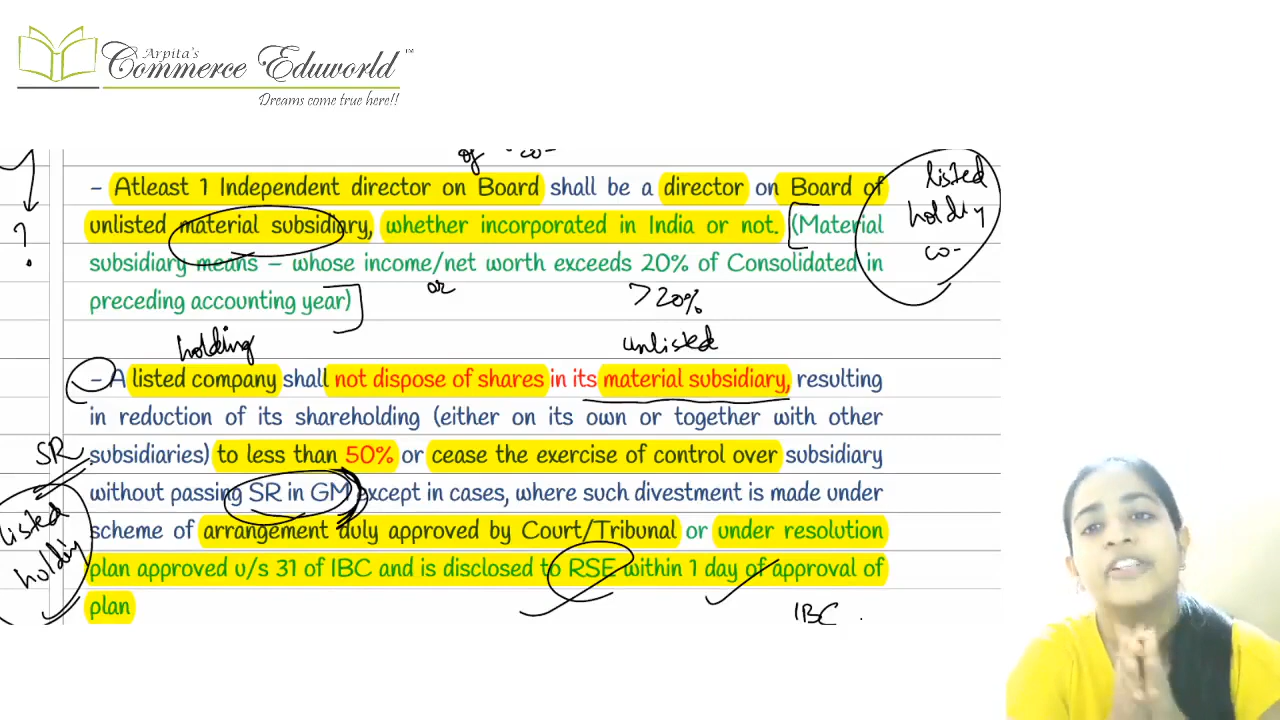 Arpita's
Commerce Eduworld™
Dreams come true here!!
of co-
- Atleast 1 Independent director on Board shall be a director on Board of
unlisted material subsidiary, whether incorporated in India or not. (Material
subsidiary means – whose income/net worth exceeds 20% of Consolidated in
preceding accounting year)
listed
holding
co-
?
or
>20%
holding
unlisted
- A listed company shall not dispose of shares in its material subsidiary, resulting
in reduction of its shareholding (either on its own or together with other
subsidiaries) to less than 50% or cease the exercise of control over subsidiary
without passing SR in GM except in cases, where such divestment is made under
scheme of arrangement duly approved by Court/Tribunal or under resolution
plan approved u/s 31 of IBC and is disclosed to RSE within 1 day of approval of
plan
SR
listed
holding
IBC